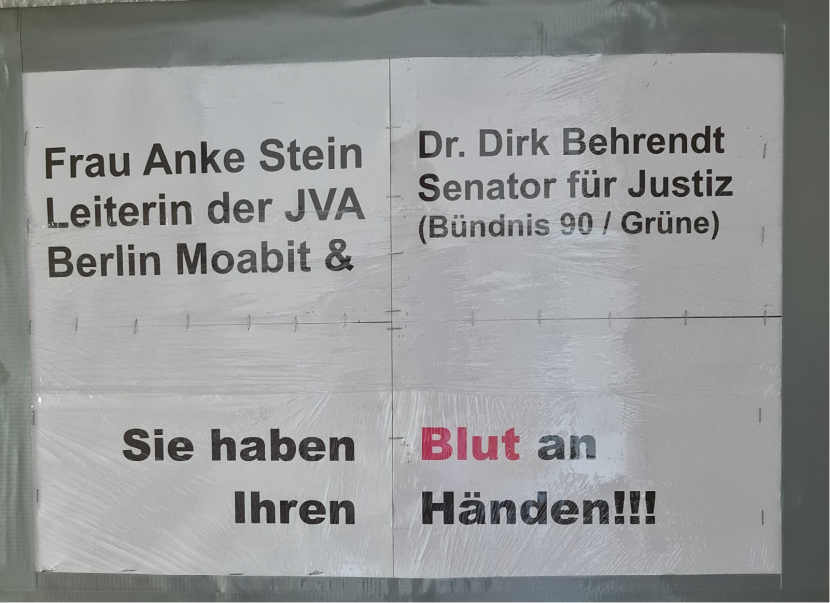 Frau Anke Stein
Leiterin der JVA
Berlin Moabit &
Dr. Dirk Behrendt
Senator für Justiz
(Bündnis 90 / Grüne)
Sie haben Blut an
Ihren Händen!!!